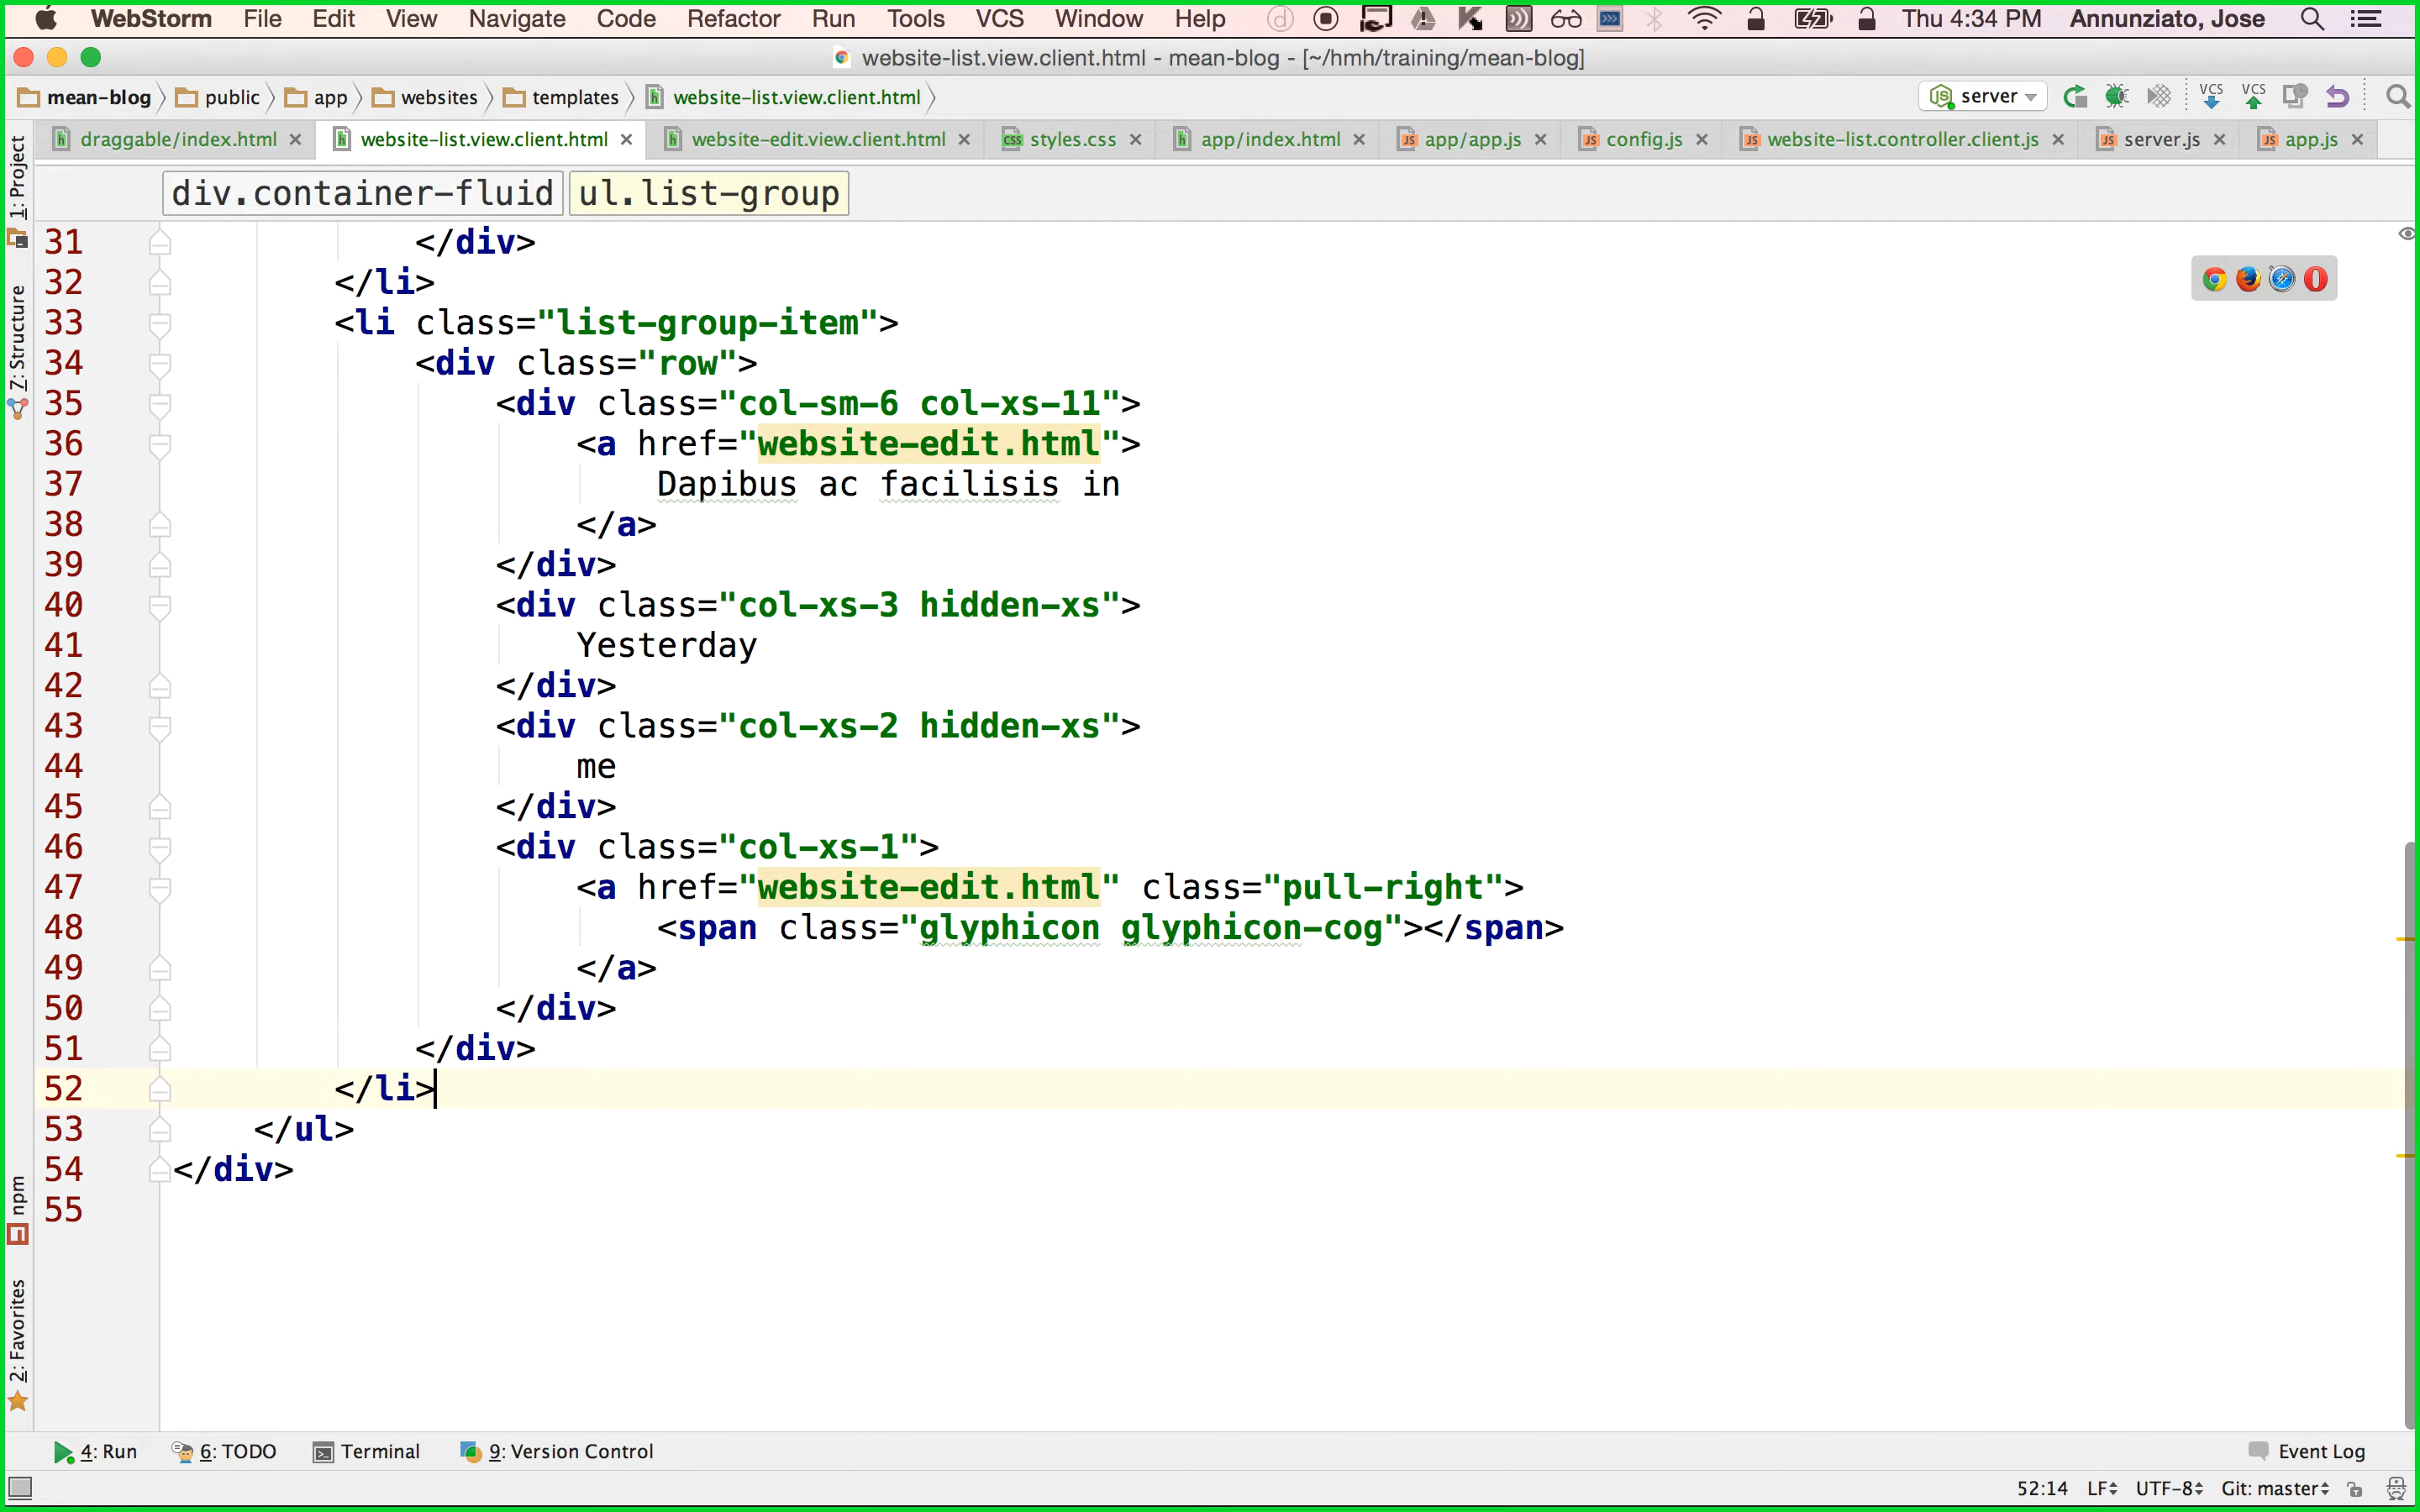 WebStorm File Edit View Navigate Code Refactor Run Tools VCS Window Help Thu 4:34 PM Annunziato, Jose
website-list.view.client.html - mean-blog - [~/hmh/training/mean-blog]
mean-blog public app websites templates website-list.view.client.html server VCS VCS
draggable/index.html website-list.view.client.html website-edit.view.client.html styles.css app/index.html app/app.js config.js website-list.controller.client.js server.js app.js
1: Project
7: Structure
npm
2: Favorites
div.container-fluid ul.list-group
31 </div>
32 </li>
33 <li class="list-group-item">
34 <div class="row">
35 <div class="col-sm-6 col-xs-11">
36 <a href="website-edit.html">
37 Dapibus ac facilisis in
38 </a>
39 </div>
40 <div class="col-xs-3 hidden-xs">
41 Yesterday
42 </div>
43 <div class="col-xs-2 hidden-xs">
44 me
45 </div>
46 <div class="col-xs-1">
47 <a href="website-edit.html" class="pull-right">
48 <span class="glyphicon glyphicon-cog"></span>
49 </a>
50 </div>
51 </div>
52 </li>
53 </ul>
54 </div>
55
4: Run 6: TODO Terminal 9: Version Control Event Log
52:14 LF UTF-8 Git: master